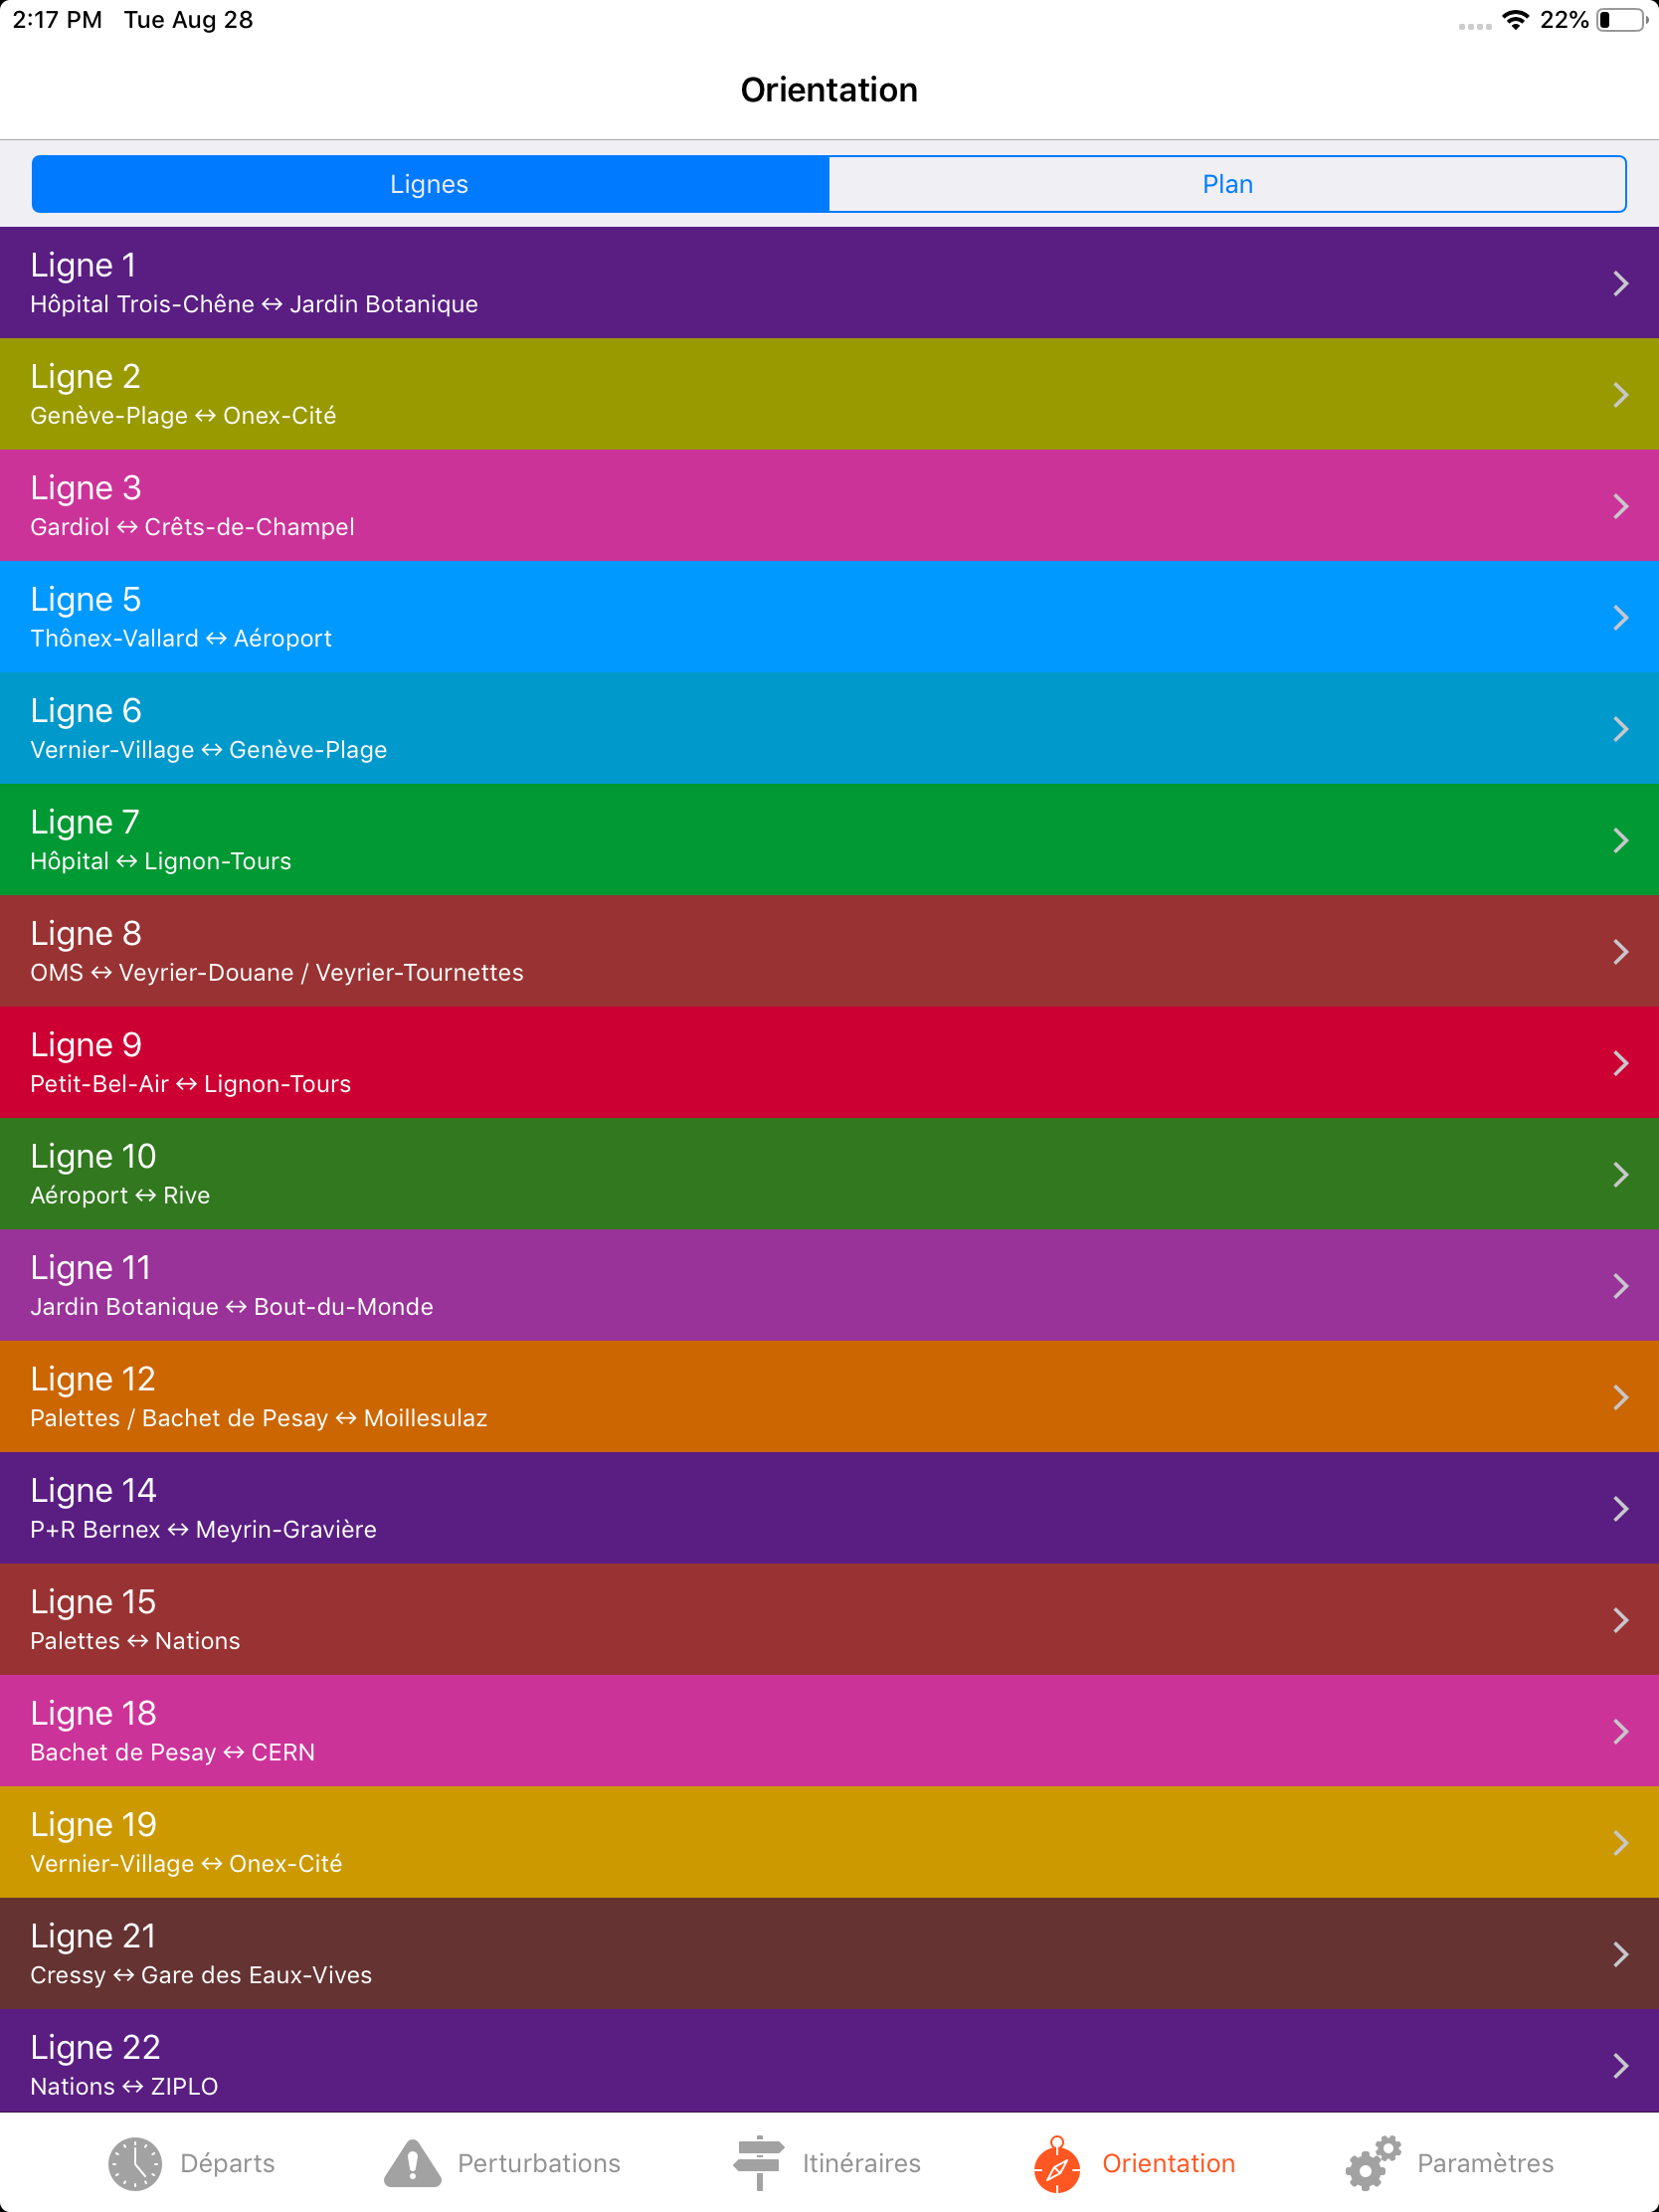 2:17 PM Tue Aug 28 22%
Orientation
Lignes Plan
Ligne 1
Hôpital Trois-Chêne ↔ Jardin Botanique
Ligne 2
Genève-Plage ↔ Onex-Cité
Ligne 3
Gardiol ↔ Crêts-de-Champel
Ligne 5
Thônex-Vallard ↔ Aéroport
Ligne 6
Vernier-Village ↔ Genève-Plage
Ligne 7
Hôpital ↔ Lignon-Tours
Ligne 8
OMS ↔ Veyrier-Douane / Veyrier-Tournettes
Ligne 9
Petit-Bel-Air ↔ Lignon-Tours
Ligne 10
Aéroport ↔ Rive
Ligne 11
Jardin Botanique ↔ Bout-du-Monde
Ligne 12
Palettes / Bachet de Pesay ↔ Moillesulaz
Ligne 14
P+R Bernex ↔ Meyrin-Gravière
Ligne 15
Palettes ↔ Nations
Ligne 18
Bachet de Pesay ↔ CERN
Ligne 19
Vernier-Village ↔ Onex-Cité
Ligne 21
Cressy ↔ Gare des Eaux-Vives
Ligne 22
Nations ↔ ZIPLO
Départs Perturbations Itinéraires Orientation Paramètres